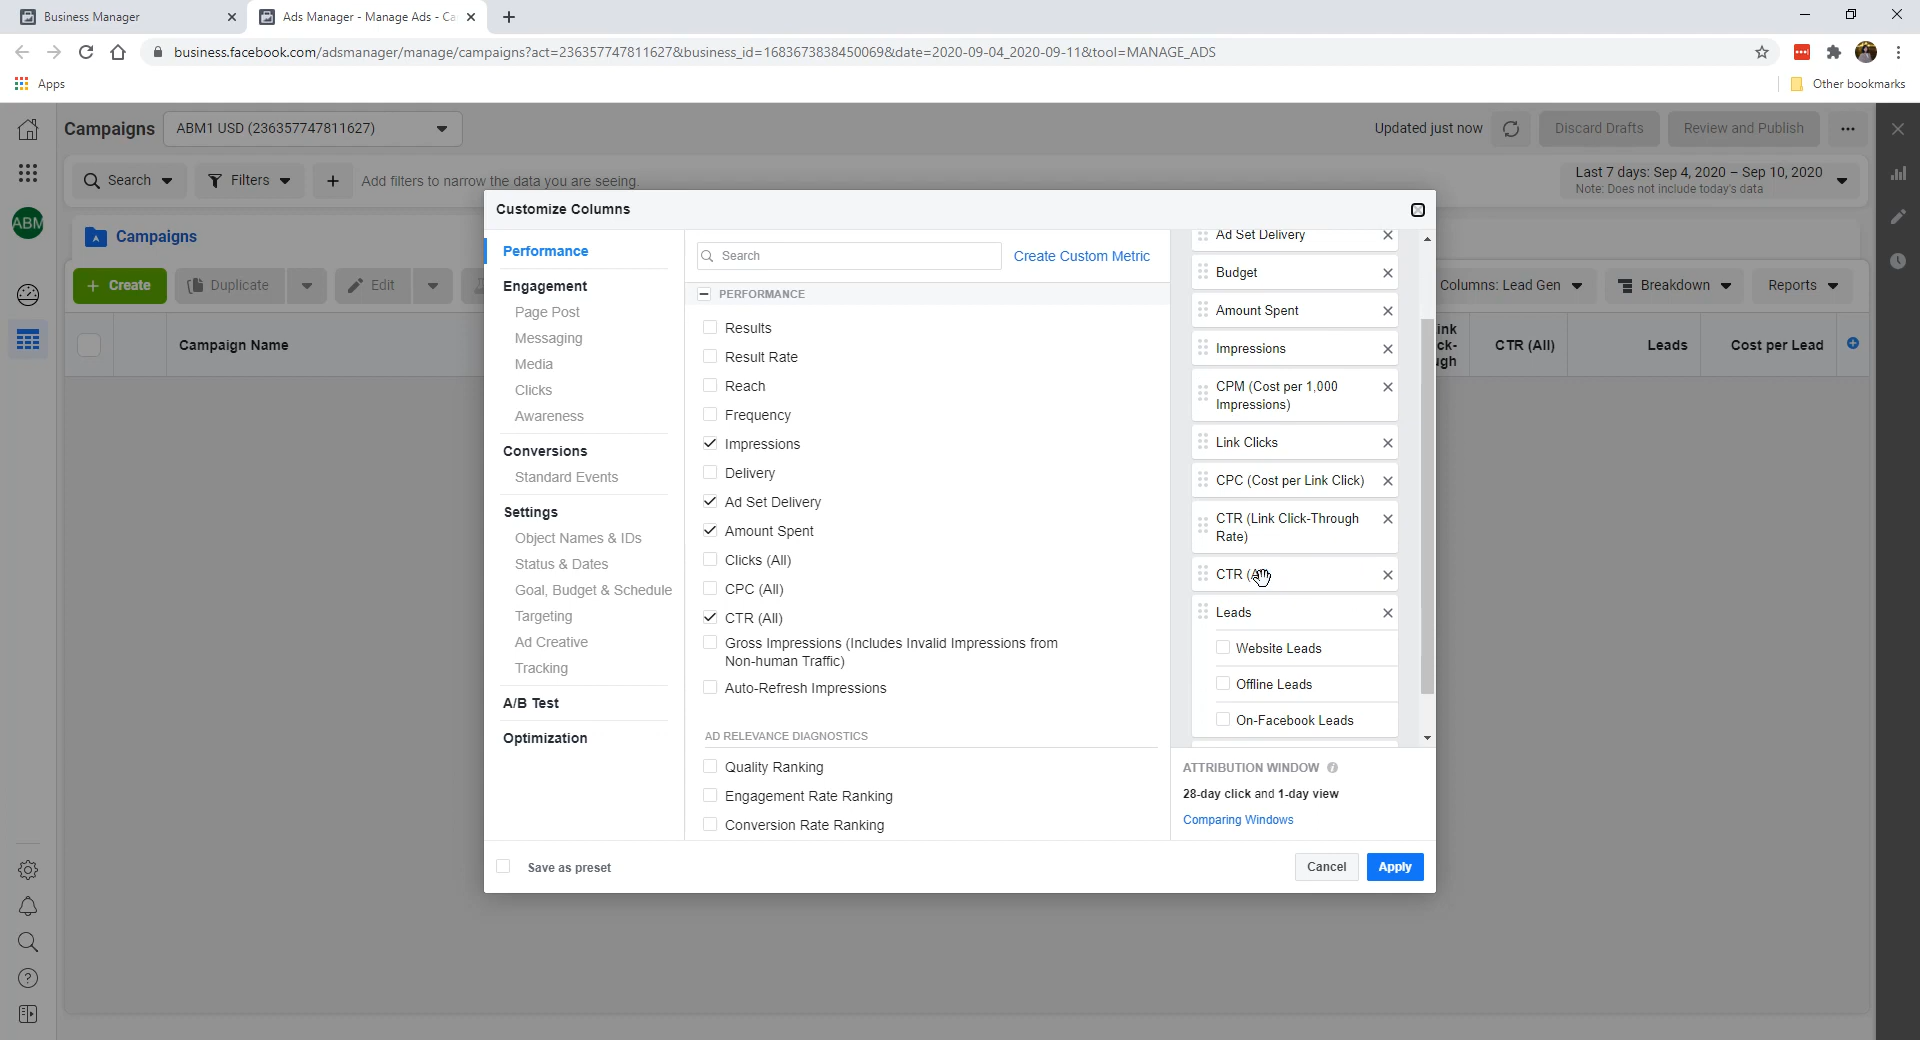 Business Manager
Ads Manager - Manage Ads - Ca
business.facebook.com/adsmanager/manage/campaigns?act=236357747811627&business_id=1683673838450069&date=2020-09-04_2020-09-11&tool=MANAGE_ADS
Apps
Other bookmarks
Campaigns
ABM1 USD (236357747811627)
Updated just now
Discard Drafts
Review and Publish
Search
Filters
Add filters to narrow the data you are seeing.
Last 7 days: Sep 4, 2020 – Sep 10, 2020
Note: Does not include today's data
ABM
Campaigns
+ Create
Duplicate
Edit
Columns: Lead Gen
Breakdown
Reports
Campaign Name
CTR (All)
Leads
Cost per Lead
Customize Columns
Performance
Engagement
Page Post
Messaging
Media
Clicks
Awareness
Conversions
Standard Events
Settings
Object Names & IDs
Status & Dates
Goal, Budget & Schedule
Targeting
Ad Creative
Tracking
A/B Test
Optimization
Search
Create Custom Metric
PERFORMANCE
Results
Result Rate
Reach
Frequency
Impressions
Delivery
Ad Set Delivery
Amount Spent
Clicks (All)
CPC (All)
CTR (All)
Gross Impressions (Includes Invalid Impressions from
Non-human Traffic)
Auto-Refresh Impressions
AD RELEVANCE DIAGNOSTICS
Quality Ranking
Engagement Rate Ranking
Conversion Rate Ranking
Ad Set Delivery
Budget
Amount Spent
Impressions
CPM (Cost per 1,000
Impressions)
Link Clicks
CPC (Cost per Link Click)
CTR (Link Click-Through
Rate)
CTR
Leads
Website Leads
Offline Leads
On-Facebook Leads
ATTRIBUTION WINDOW
28-day click and 1-day view
Comparing Windows
Save as preset
Cancel
Apply